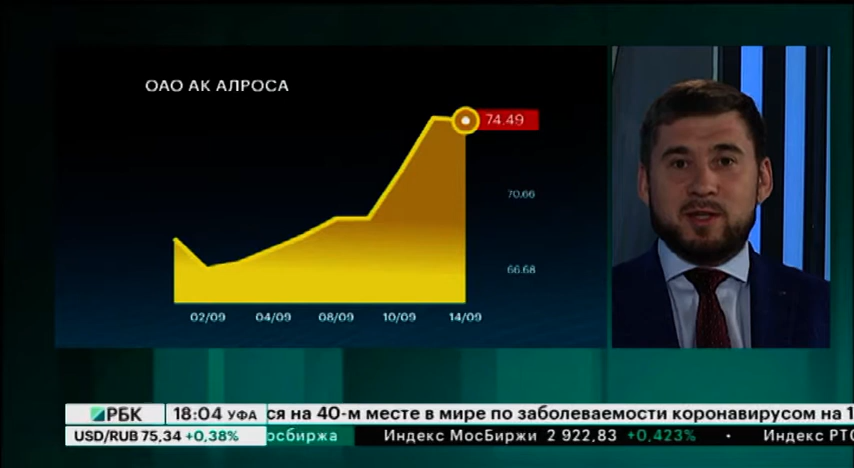 ОАО АК АЛРОСА
74.49
70.66
66.68
02/09 04/09 08/09 10/09 14/09
РБК 18:04 УФА ся на 40-м месте в мире по заболеваемости коронавирусом на 1
USD/RUB 75,34 +0,38% осбиржа Индекс МосБиржи 2 922,83 +0,423% • Индекс РТС